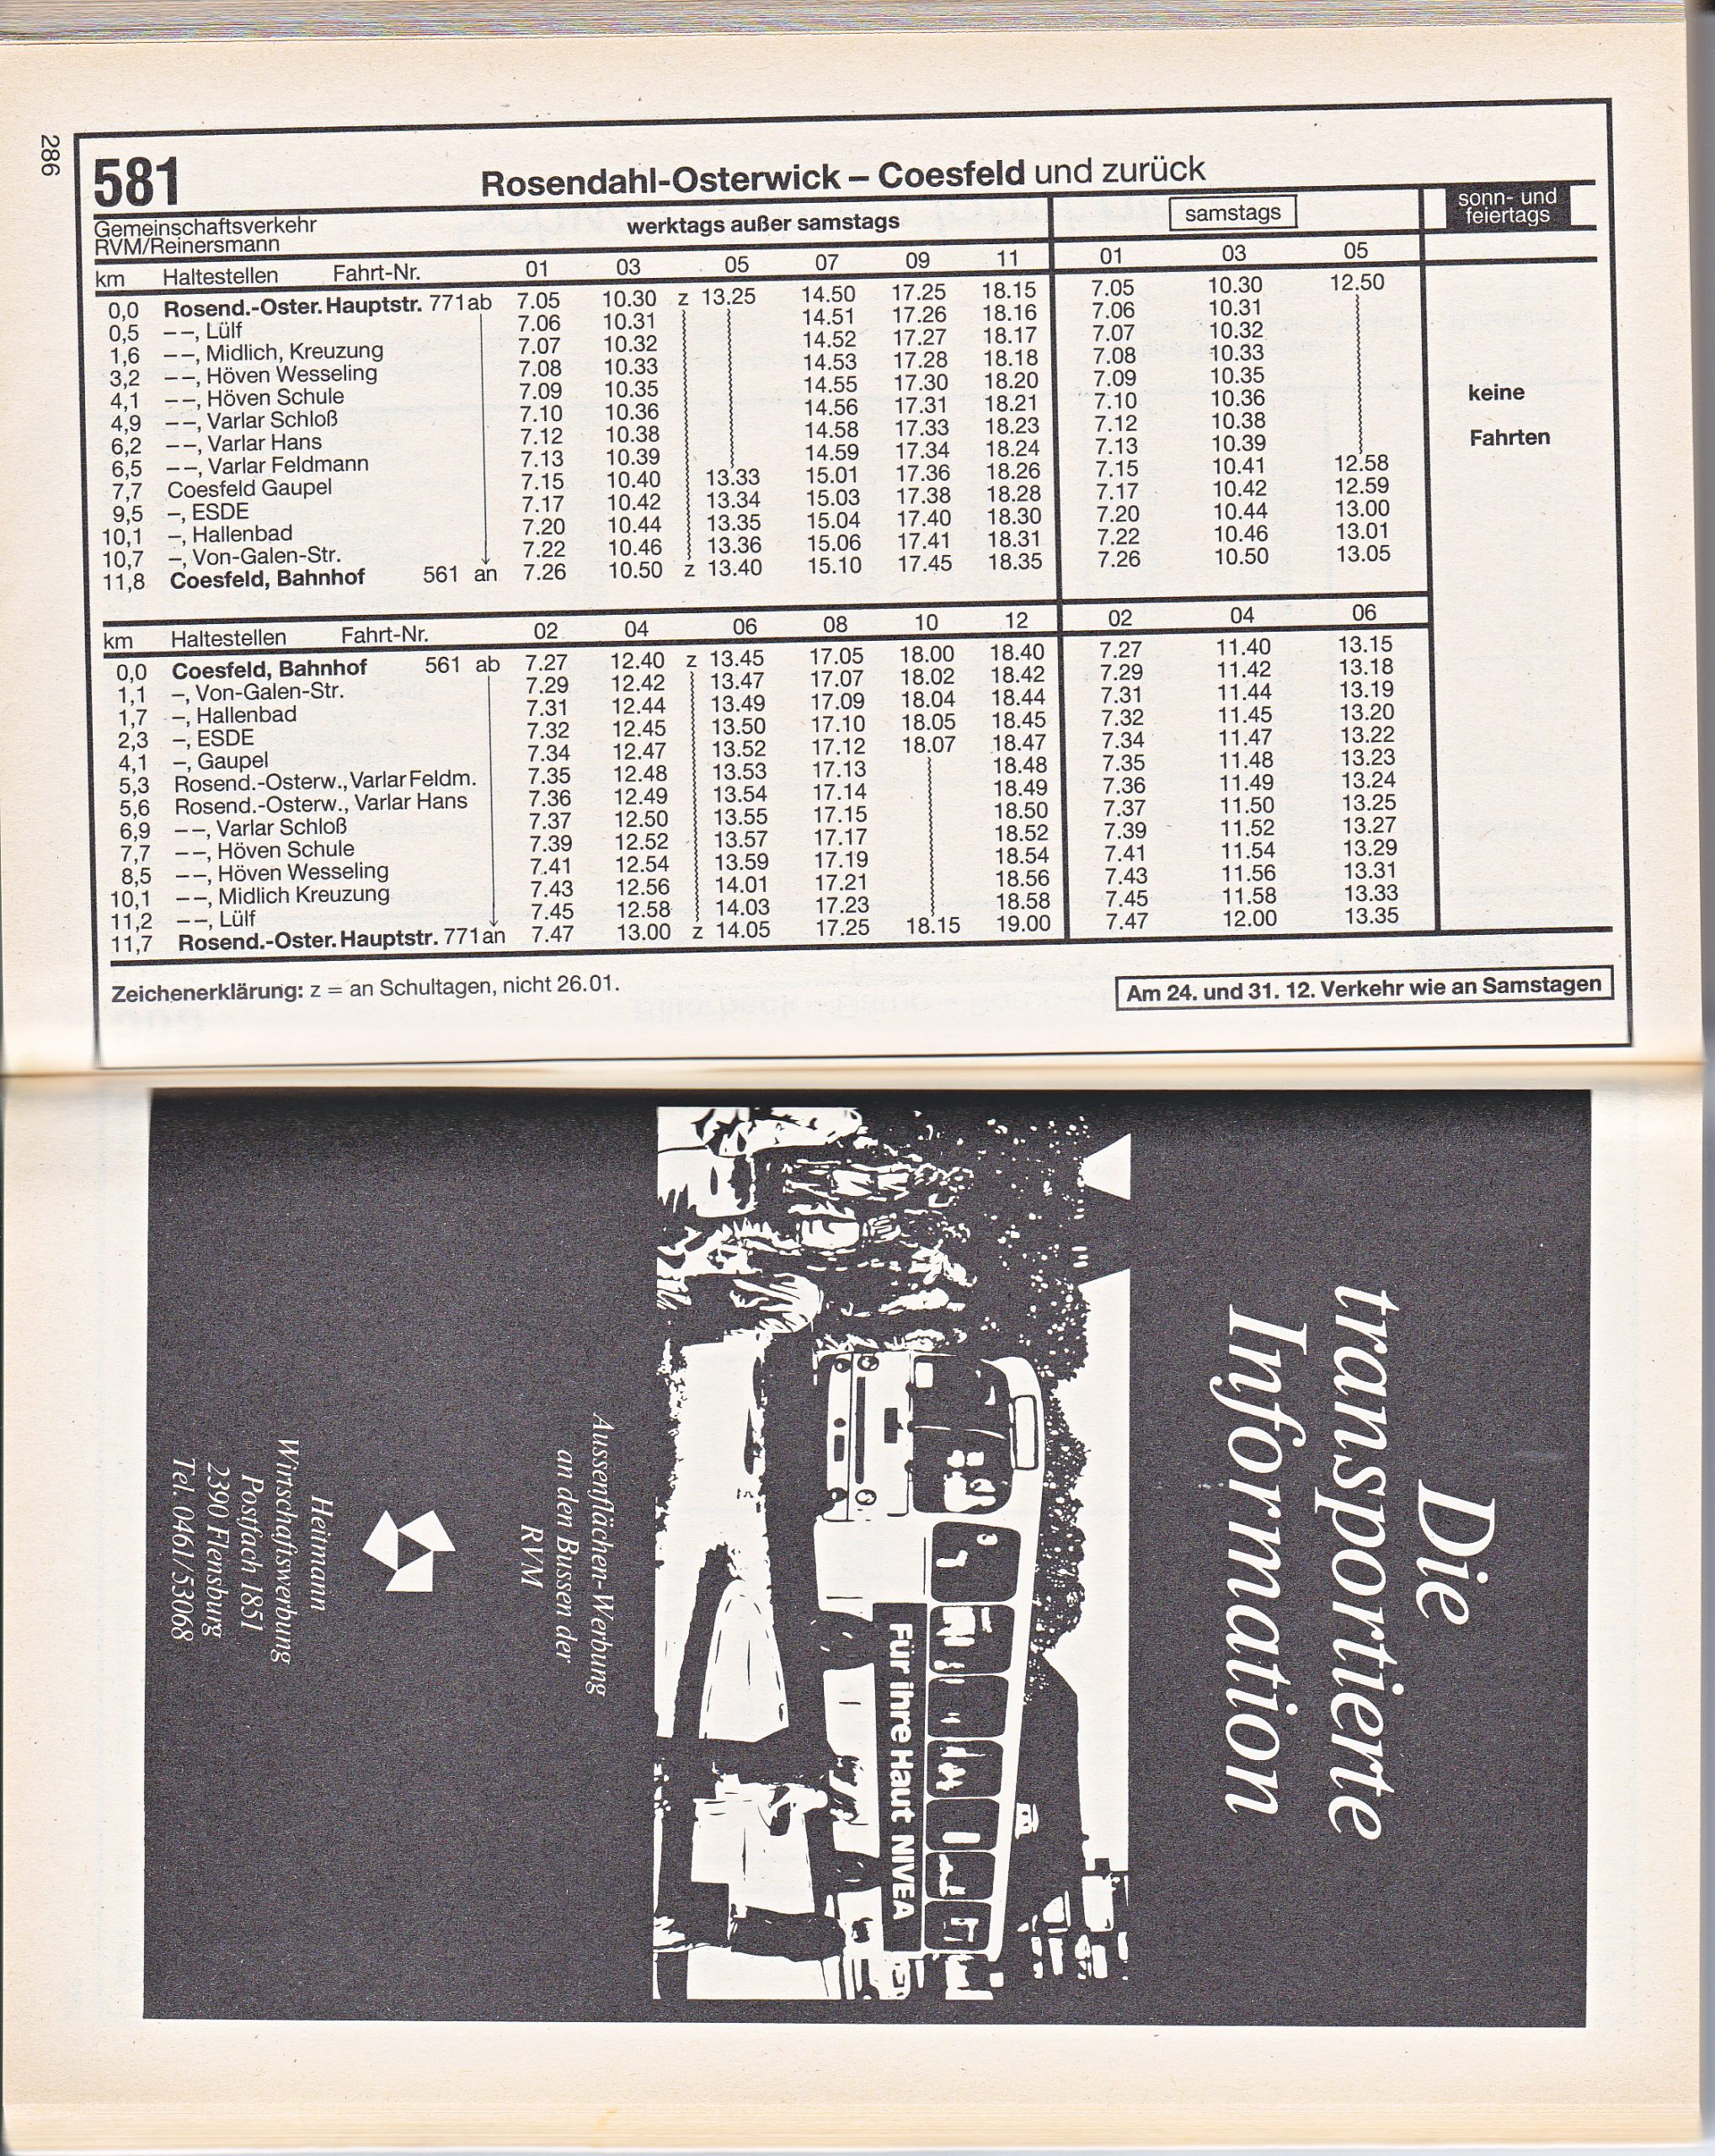 286
581 Rosendahl-Osterwick – Coesfeld und zurück
Gemeinschaftsverkehr
RVM/Reinersmann
werktags außer samstags samstags sonn- und
feiertags
km Haltestellen Fahrt-Nr. 01 03 05 07 09 11 01 03 05
0,0 Rosend.-Oster. Hauptstr. 771 ab 7.05 10.30 z 13.25 14.50 17.25 18.15 7.05 10.30 12.50
0,5 – –, Lülf 7.06 10.31 14.51 17.26 18.16 7.06 10.31
1,6 – –, Midlich, Kreuzung 7.07 10.32 14.52 17.27 18.17 7.07 10.32
3,2 – –, Höven Wesseling 7.08 10.33 14.53 17.28 18.18 7.08 10.33
4,1 – –, Höven Schule 7.09 10.35 14.55 17.30 18.20 7.09 10.35
4,9 – –, Varlar Schloß 7.10 10.36 14.56 17.31 18.21 7.10 10.36
6,2 – –, Varlar Hans 7.12 10.38 14.58 17.33 18.23 7.12 10.38
6,5 – –, Varlar Feldmann 7.13 10.39 14.59 17.34 18.24 7.13 10.39
7,7 Coesfeld Gaupel 7.15 10.40 13.33 15.01 17.36 18.26 7.15 10.41 12.58
9,5 –, ESDE 7.17 10.42 13.34 15.03 17.38 18.28 7.17 10.42 12.59
10,1 –, Hallenbad 7.20 10.44 13.35 15.04 17.40 18.30 7.20 10.44 13.00
10,7 –, Von-Galen-Str. 7.22 10.46 13.36 15.06 17.41 18.31 7.22 10.46 13.01
11,8 Coesfeld, Bahnhof 561 an 7.26 10.50 z 13.40 15.10 17.45 18.35 7.26 10.50 13.05
keine
Fahrten
km Haltestellen Fahrt-Nr. 02 04 06 08 10 12 02 04 06
0,0 Coesfeld, Bahnhof 561 ab 7.27 12.40 z 13.45 17.05 18.00 18.40 7.27 11.40 13.15
1,1 –, Von-Galen-Str. 7.29 12.42 13.47 17.07 18.02 18.42 7.29 11.42 13.18
1,7 –, Hallenbad 7.31 12.44 13.49 17.09 18.04 18.44 7.31 11.44 13.19
2,3 –, ESDE 7.32 12.45 13.50 17.10 18.05 18.45 7.32 11.45 13.20
4,1 –, Gaupel 7.34 12.47 13.52 17.12 18.07 18.47 7.34 11.47 13.22
5,3 Rosend.-Osterw., Varlar Feldm. 7.35 12.48 13.53 17.13 18.48 7.35 11.48 13.23
5,6 Rosend.-Osterw., Varlar Hans 7.36 12.49 13.54 17.14 18.49 7.36 11.49 13.24
6,9 – –, Varlar Schloß 7.37 12.50 13.55 17.15 18.50 7.37 11.50 13.25
7,7 – –, Höven Schule 7.39 12.52 13.57 17.17 18.52 7.39 11.52 13.27
8,5 – –, Höven Wesseling 7.41 12.54 13.59 17.19 18.54 7.41 11.54 13.29
10,1 – –, Midlich Kreuzung 7.43 12.56 14.01 17.21 18.56 7.43 11.56 13.31
11,2 – –, Lülf 7.45 12.58 14.03 17.23 18.58 7.45 11.58 13.33
11,7 Rosend.-Oster. Hauptstr. 771 an 7.47 13.00 z 14.05 17.25 18.15 19.00 7.47 12.00 13.35
Zeichenerklärung: z = an Schultagen, nicht 26.01.
Am 24. und 31. 12. Verkehr wie an Samstagen
Die
transportierte
Information
Für ihre Haut NIVEA
Aussenflächen-Werbung
an den Bussen der
RVM
Heitmann
Wirtschaftswerbung
Postfach 1851
2390 Flensburg
Tel. 0461/53068